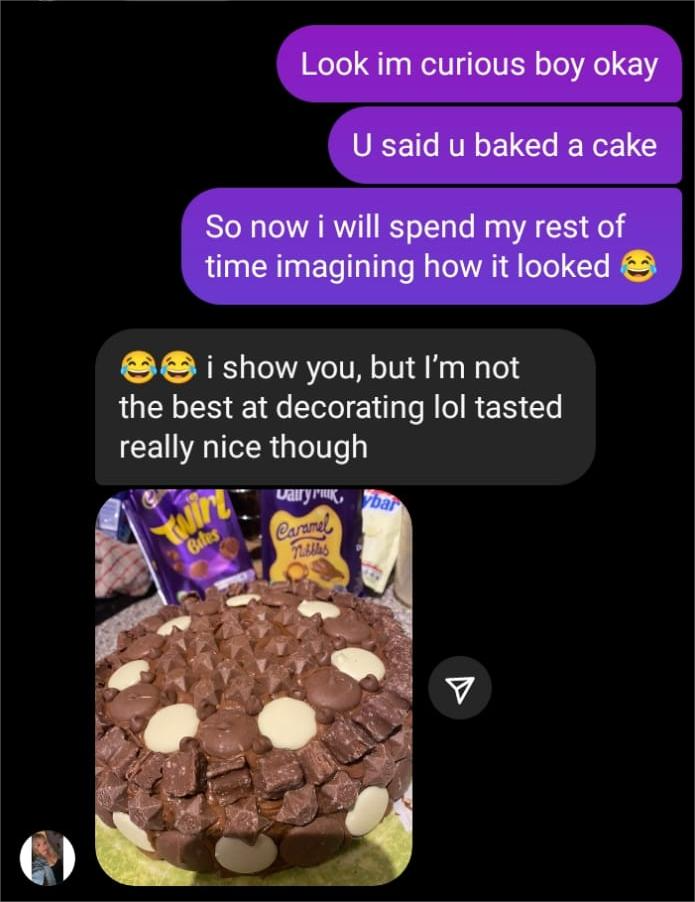 Look im curious boy okay
U said u baked a cake
So now i will spend my rest of
time imagining how it looked 😂
😂😂 i show you, but I’m not
the best at decorating lol tasted
really nice though
Twirl
Bites
Dairy Milk
Caramel
Nibbles